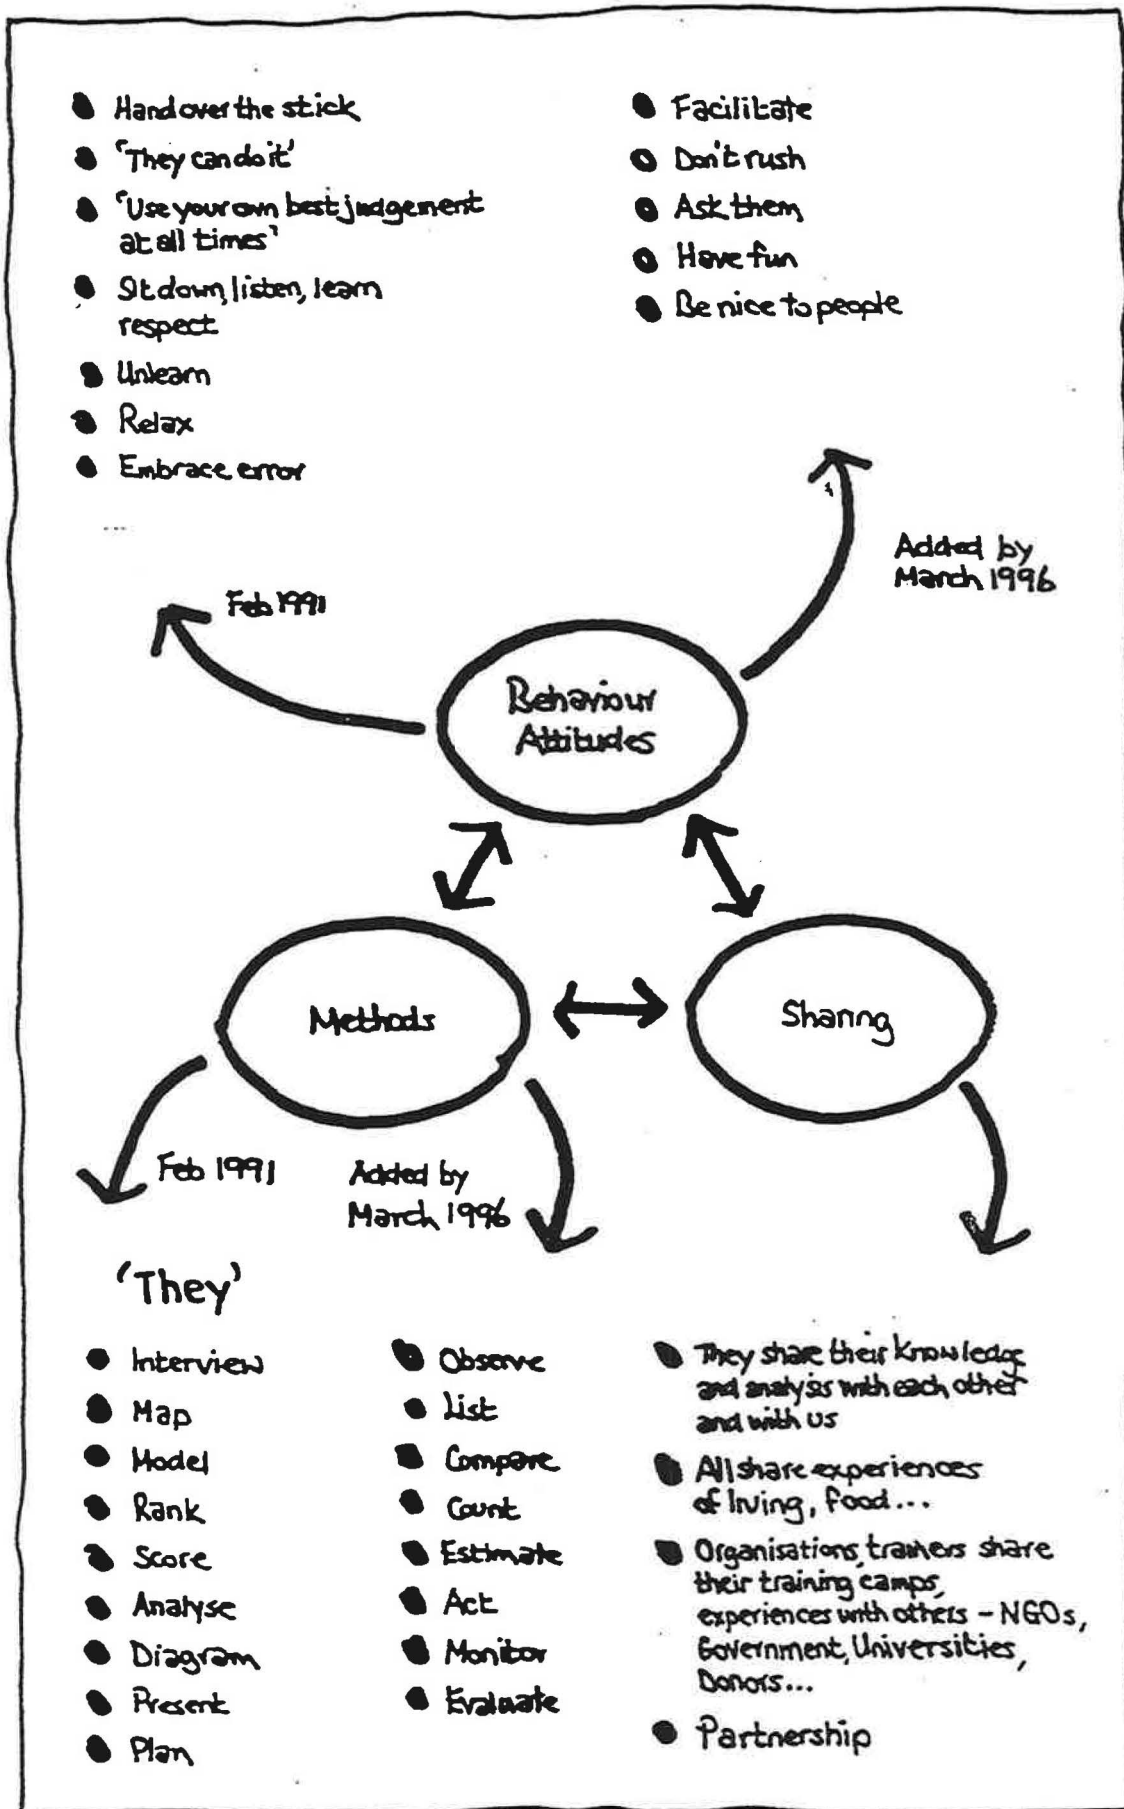 Hand over the stick
'They can do it'
'Use your own best judgement
at all times'
Sit down, listen, learn
respect
Unlearn
Relax
Embrace error
Facilitate
Don't rush
Ask them
Have fun
Be nice to people
Feb 1991
Added by
March 1996
Behaviour
Attitudes
Methods
Sharing
Feb 1991
Added by
March 1996
'They'
Interview
Map
Model
Rank
Score
Analyse
Diagram
Present
Plan
Observe
List
Compare
Count
Estimate
Act
Monitor
Evaluate
They share their knowledge
and analysis with each other
and with us
All share experiences
of living, food...
Organisations, trainers share
their training camps,
experiences with others - NGOs,
Government, Universities,
Donors...
Partnership